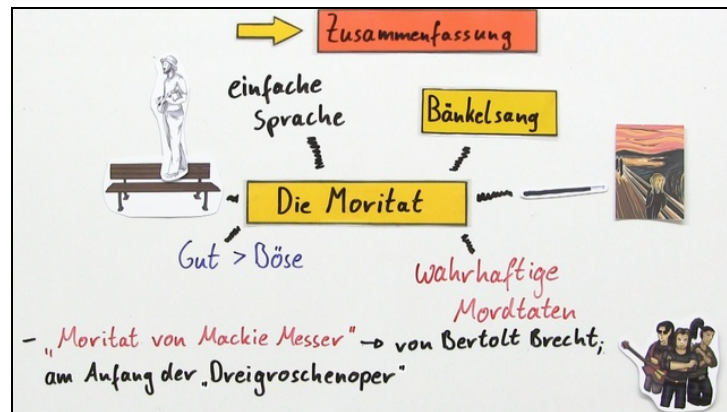 Zusammenfassung
einfache
Sprache
Bänkelsang
Die Moritat
Gut > Böse
Wahrhaftige
Mordtaten
- „Moritat von Mackie Messer" → von Bertolt Brecht;
am Anfang der „Dreigroschenoper"